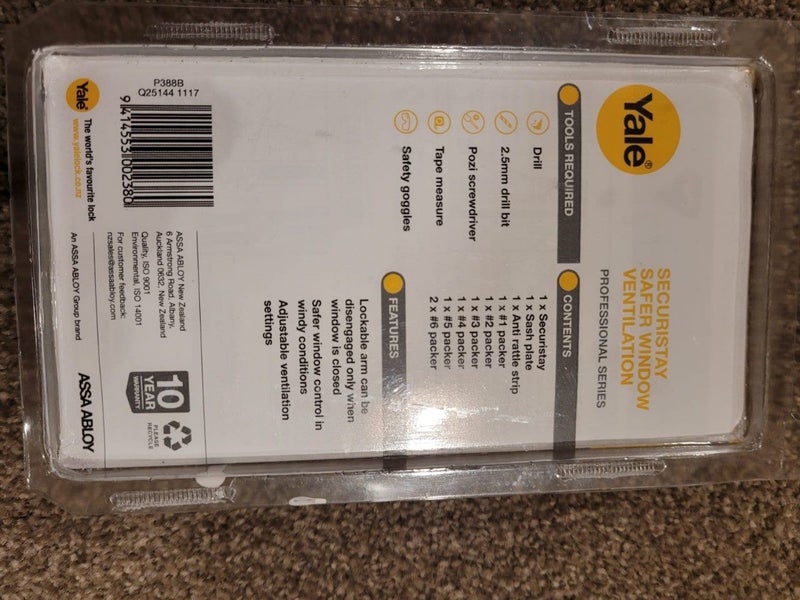 Yale®
SECURISTAY
SAFER WINDOW
VENTILATION
PROFESSIONAL SERIES
TOOLS REQUIRED
Drill
2.5mm drill bit
Pozi screwdriver
Tape measure
Safety goggles
CONTENTS
1 x Securistay
1 x Sash plate
1 x Anti rattle strip
1 x #1 packer
1 x #2 packer
1 x #3 packer
1 x #4 packer
1 x #5 packer
2 x #6 packer
FEATURES
Lockable arm can be
disengaged only when
window is closed
Safer window control in
windy conditions
Adjustable ventilation
settings
P388B
Q25144 1117
9 414553 002380
ASSA ABLOY New Zealand
6 Armstrong Road, Albany,
Auckland 0632, New Zealand
Quality, ISO 9001
Environmental, ISO 14001
For customer feedback:
nzsales@assaabloy.com
10
YEAR
WARRANTY
PLEASE
RECYCLE
Yale®
The world's favourite lock
www.yalelock.co.nz
An ASSA ABLOY Group brand
ASSA ABLOY